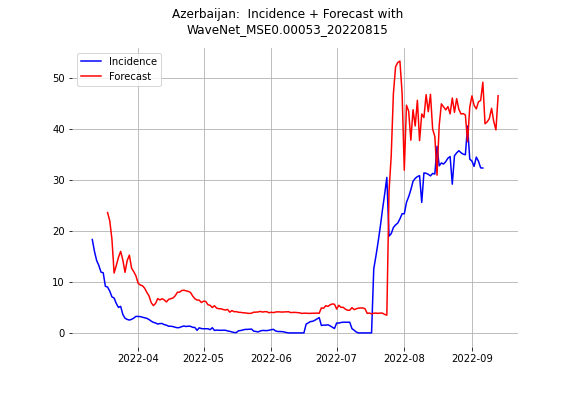 Azerbaijan:  Incidence + Forecast with
WaveNet_MSE0.00053_20220815
Incidence
Forecast
50
40
30
20
10
0
2022-04 2022-05 2022-06 2022-07 2022-08 2022-09